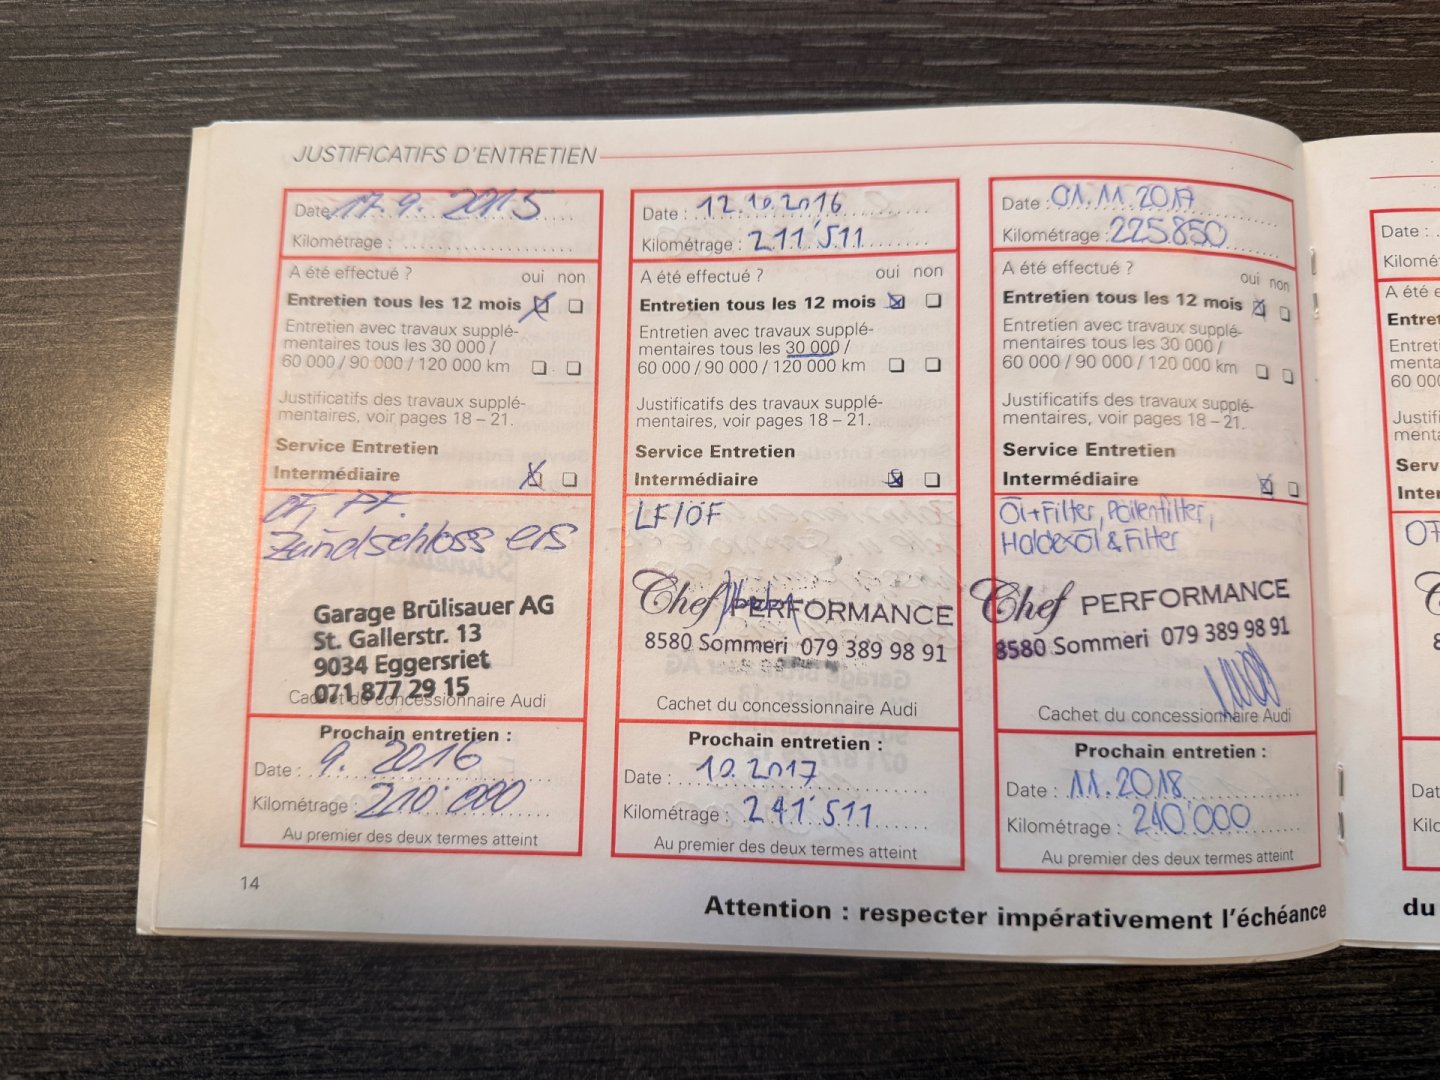 JUSTIFICATIFS D'ENTRETIEN
Date 17.9. 2015
Kilométrage :
A été effectué ? oui non
Entretien tous les 12 mois
Entretien avec travaux supplé-
mentaires tous les 30 000 /
60 000 / 90 000 / 120 000 km
Justificatifs des travaux supplé-
mentaires, voir pages 18 – 21.
Service Entretien
Intermédiaire
OF, PF.
Zündschloss ers
Garage Brülisauer AG
St. Gallerstr. 13
9034 Eggersriet
071 877 29 15
Cachet du concessionnaire Audi
Prochain entretien :
Date : 9. 2016
Kilométrage : 210'000
Au premier des deux termes atteint
14
Date : 12.10.2016
Kilométrage : 211'511
A été effectué ? oui non
Entretien tous les 12 mois
Entretien avec travaux supplé-
mentaires tous les 30 000 /
60 000 / 90 000 / 120 000 km
Justificatifs des travaux supplé-
mentaires, voir pages 18 – 21.
Service Entretien
Intermédiaire
LF/OF
Chef PERFORMANCE
8580 Sommeri 079 389 98 91
Cachet du concessionnaire Audi
Prochain entretien :
Date : 10.2017
Kilométrage : 241'511
Au premier des deux termes atteint
Date : 01.11.2017
Kilométrage : 225.850
A été effectué ? oui non
Entretien tous les 12 mois
Entretien avec travaux supplé-
mentaires tous les 30 000 /
60 000 / 90 000 / 120 000 km
Justificatifs des travaux supplé-
mentaires, voir pages 18 – 21.
Service Entretien
Intermédiaire
Öl+Filter, Pollenfilter,
Haldexöl & Filter
Chef PERFORMANCE
8580 Sommeri 079 389 98 91
Cachet du concessionnaire Audi
Prochain entretien :
Date : 11.2018
Kilométrage : 240'000
Au premier des deux termes atteint
Attention : respecter impérativement l'échéance
Date :
A été
du